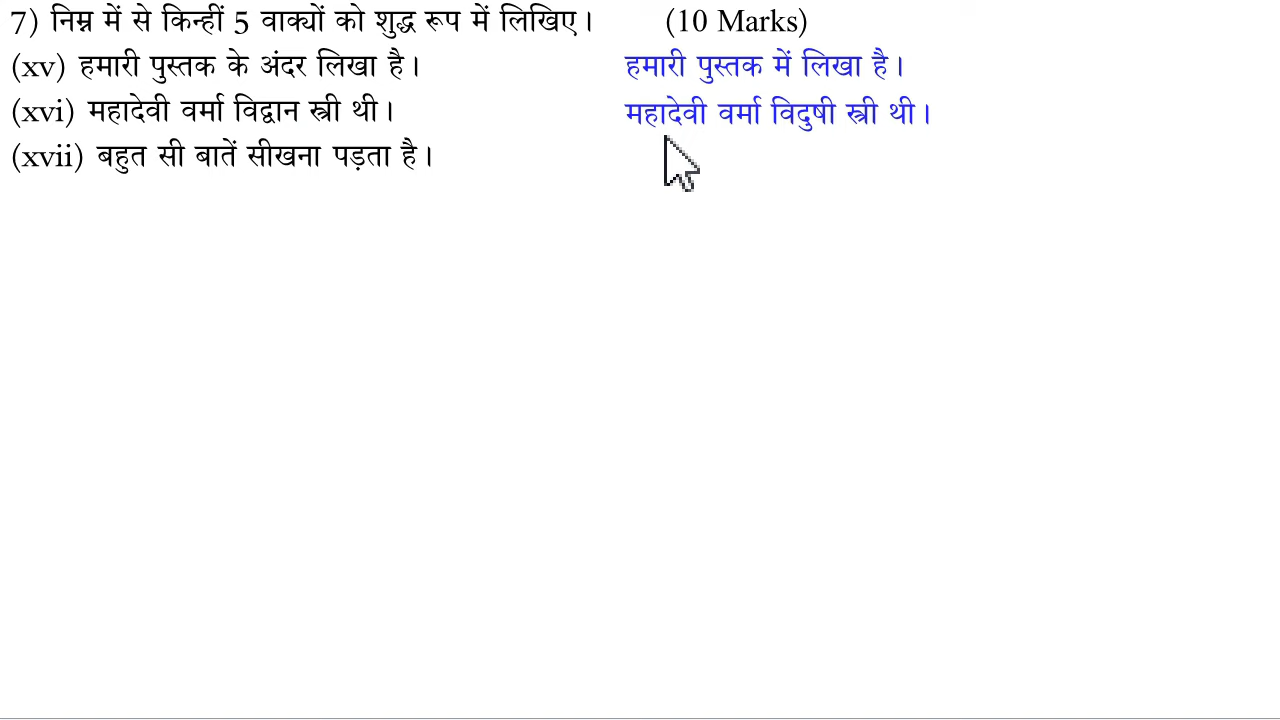 7) निम्न में से किन्हीं 5 वाक्यों को शुद्ध रूप में लिखिए। (10 Marks)
(xv) हमारी पुस्तक के अंदर लिखा है। हमारी पुस्तक में लिखा है।
(xvi) महादेवी वर्मा विद्वान स्त्री थी। महादेवी वर्मा विदुषी स्त्री थी।
(xvii) बहुत सी बातें सीखना पड़ता है।